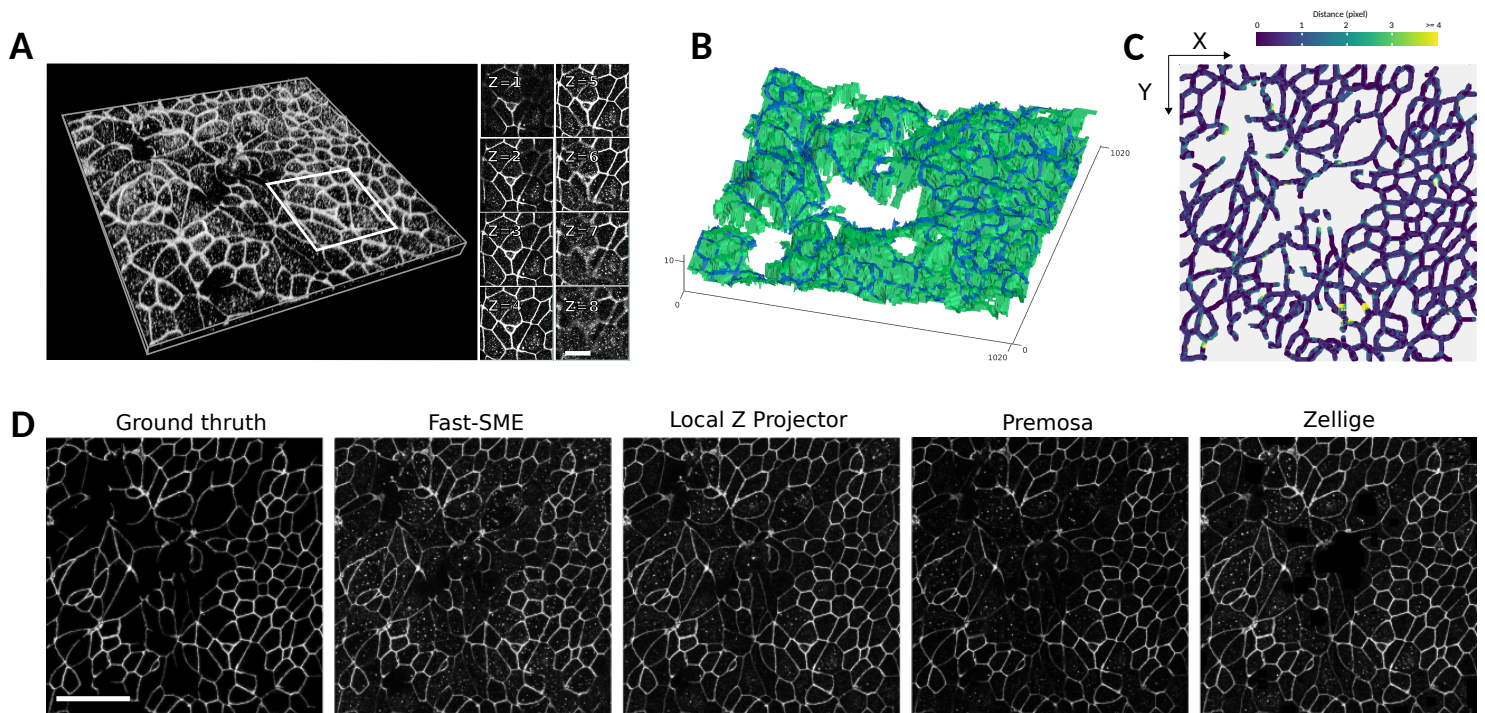 A
B
C
Distance (pixel)
0 1 2 3 >= 4
X
Y
Z=1 Z=5
Z=2 Z=6
Z=3 Z=7
Z=4 Z=8
10
0
1020
1020
0
D
Ground thruth Fast-SME Local Z Projector Premosa Zellige